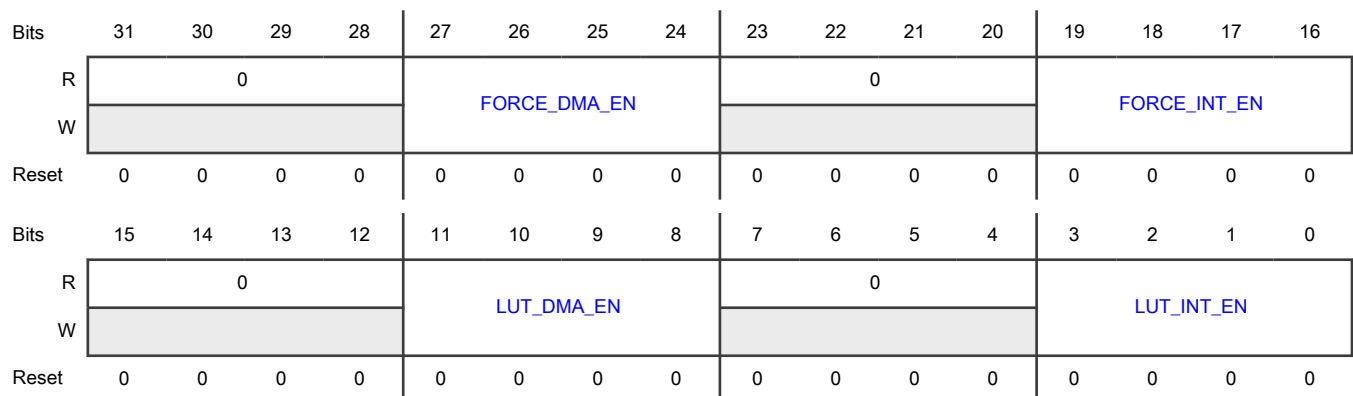 Bits 31 30 29 28 27 26 25 24 23 22 21 20 19 18 17 16
R 0 0
FORCE_DMA_EN FORCE_INT_EN
W
Reset 0 0 0 0 0 0 0 0 0 0 0 0 0 0 0 0
Bits 15 14 13 12 11 10 9 8 7 6 5 4 3 2 1 0
R 0 0
LUT_DMA_EN LUT_INT_EN
W
Reset 0 0 0 0 0 0 0 0 0 0 0 0 0 0 0 0